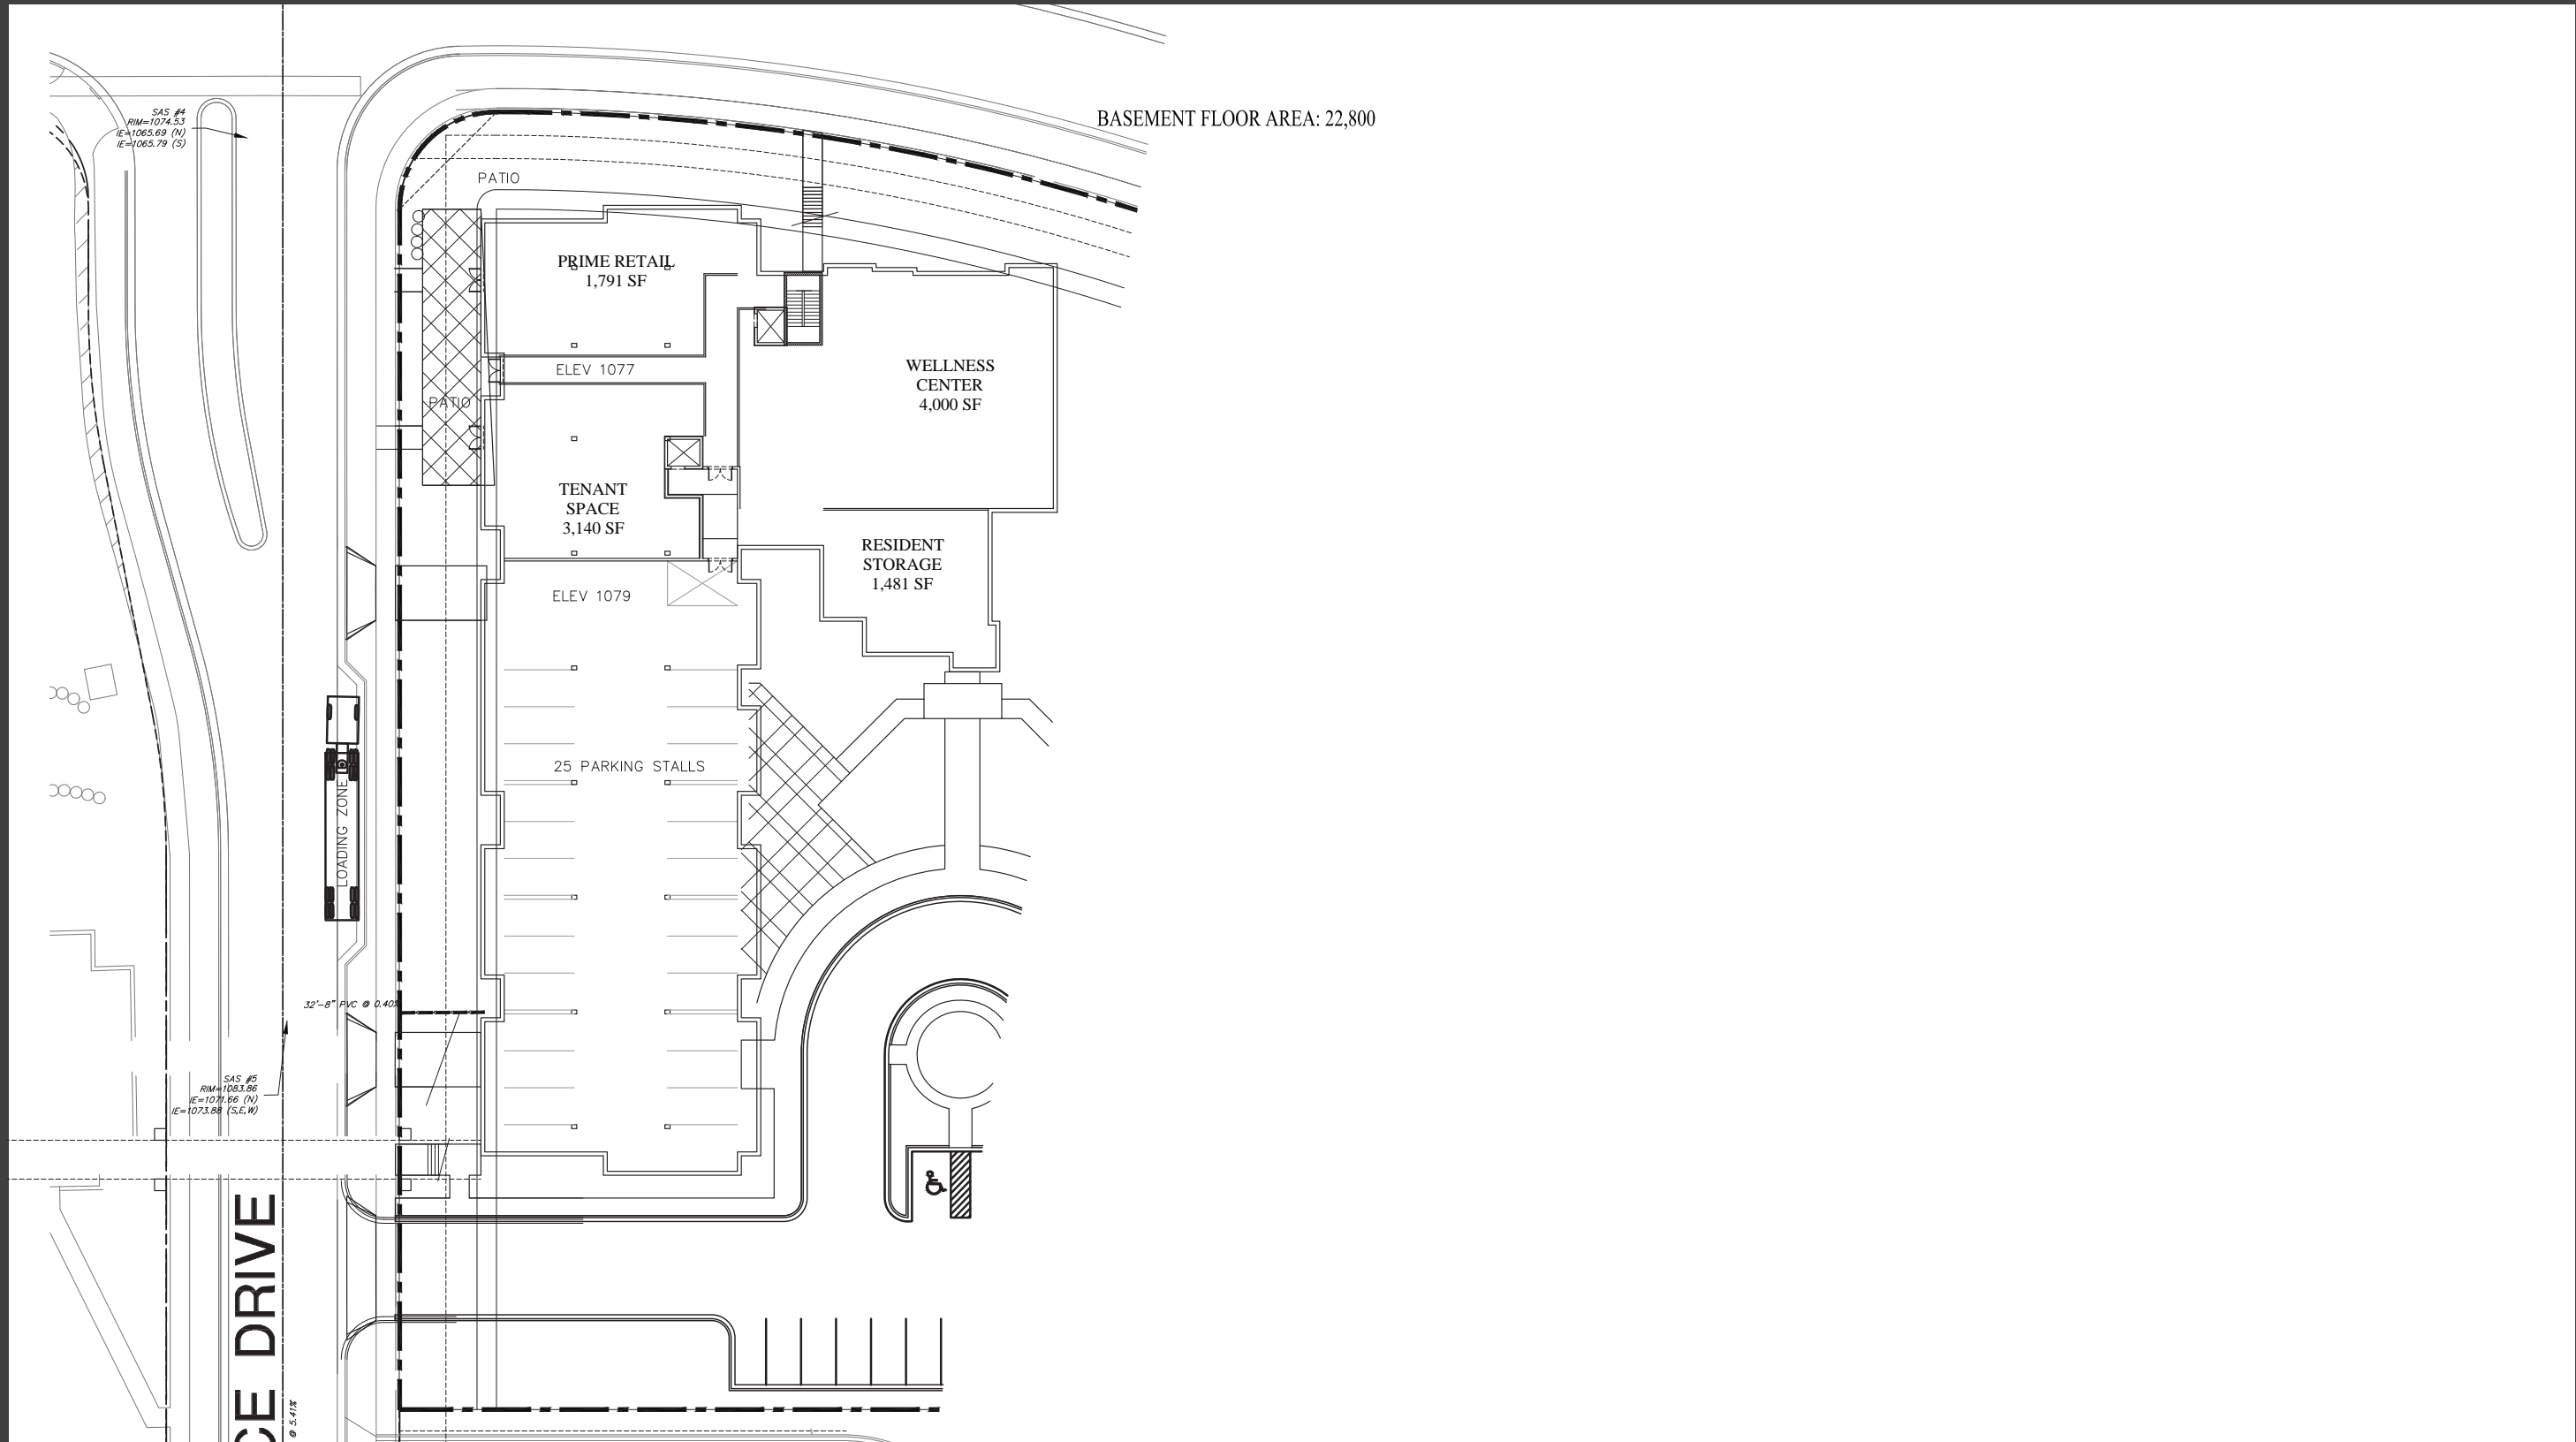 SAS #4
RIM=1074.53
IE=1065.69 (N)
IE=1065.79 (S)
BASEMENT FLOOR AREA: 22,800
PATIO
PRIME RETAIL
1,791 SF
ELEV 1077
WELLNESS
CENTER
4,000 SF
PATIO
TENANT
SPACE
3,140 SF
RESIDENT
STORAGE
1,481 SF
ELEV 1079
25 PARKING STALLS
LOADING ZONE
32'-8" PVC @ 0.40%
SAS #5
RIM=1083.86
IE=1071.66 (N)
IE=1073.88 (S,E,W)
CE DRIVE
@ 5.41%